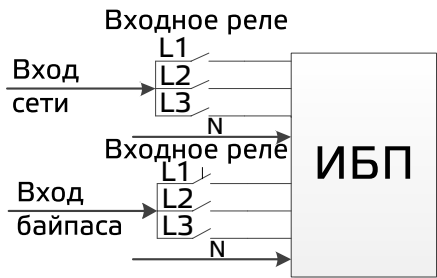 Входное реле
L1
Вход
сети
L2
L3
N
Входное реле
ИБП
L1
Вход
байпаса
L2
L3
N